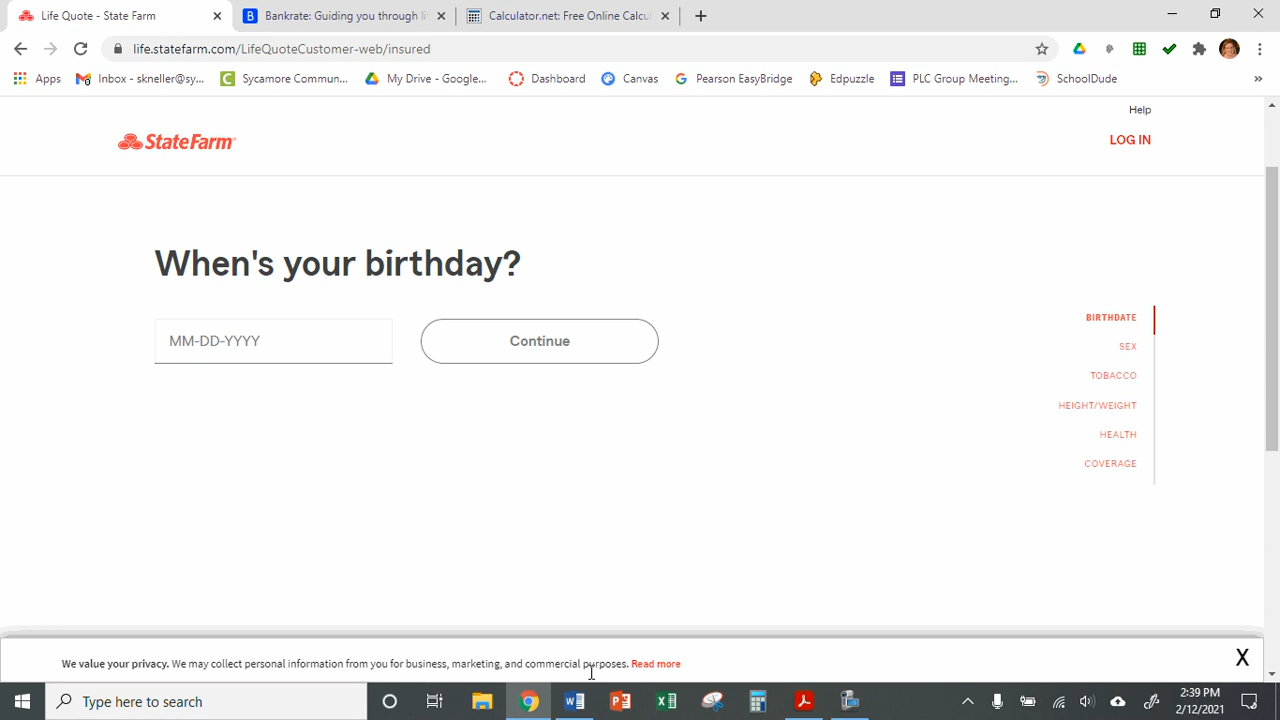 Life Quote - State Farm
Bankrate: Guiding you through li
Calculator.net: Free Online Calcu
life.statefarm.com/LifeQuoteCustomer-web/insured
Apps
Inbox - skneller@sy...
Sycamore Commun...
My Drive - Google...
Dashboard
Canvas
Pearson EasyBridge
Edpuzzle
PLC Group Meeting...
SchoolDude
»
Help
StateFarm
LOG IN
When's your birthday?
MM-DD-YYYY
Continue
BIRTHDATE
SEX
TOBACCO
HEIGHT/WEIGHT
HEALTH
COVERAGE
We value your privacy. We may collect personal information from you for business, marketing, and commercial purposes. Read more
X
Type here to search
2:39 PM
2/12/2021